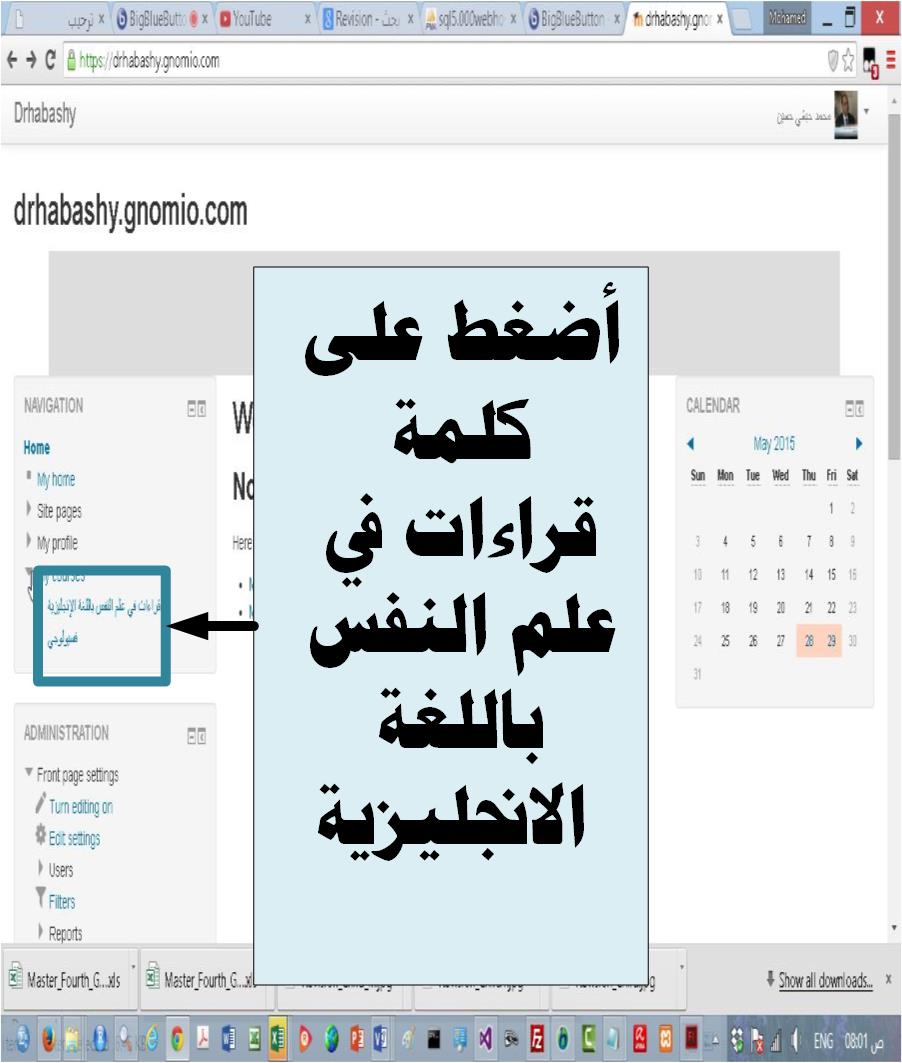 ترحيب
BigBlueButto
YouTube
Revision - بحث
sql5.000webho
BigBlueButton
drhabashy.gnor
Mohamed
https://drhabashy.gnomio.com
Drhabashy
محمد حبشي حسين
drhabashy.gnomio.com
أضغط على
كلمة
قراءات في
علم النفس
باللغة
الانجليزية
NAVIGATION
Home
My home
Site pages
My profile
My courses
قراءات في علم النفس باللغة الإنجليزية
فسيولوجي
ADMINISTRATION
Front page settings
Turn editing on
Edit settings
Users
Filters
Reports
W
Here
CALENDAR
May 2015
Sun Mon Tue Wed Thu Fri Sat
1 2
3 4 5 6 7 8 9
10 11 12 13 14 15 16
17 18 19 20 21 22 23
24 25 26 27 28 29 30
31
Master_Fourth_G...xls
Master_Fourth_G...xl
Show all downloads...
ENG 08:01 ص